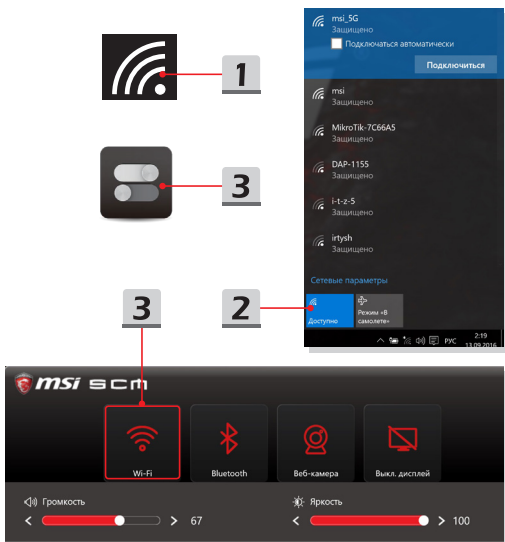 1
3
3
2
msi_5G
Защищено
Подключаться автоматически
Подключиться
msi
Защищено
MikroTik-7C66A5
Защищено
DAP-1155
Защищено
i-t-z-5
Защищено
irtysh
Защищено
Сетевые параметры
Доступно
Режим «В
самолете»
РУС
2:19
13.09.2016
msi SCM
Wi-Fi
Bluetooth
Веб-камера
Выкл. дисплей
Громкость
67
Яркость
100